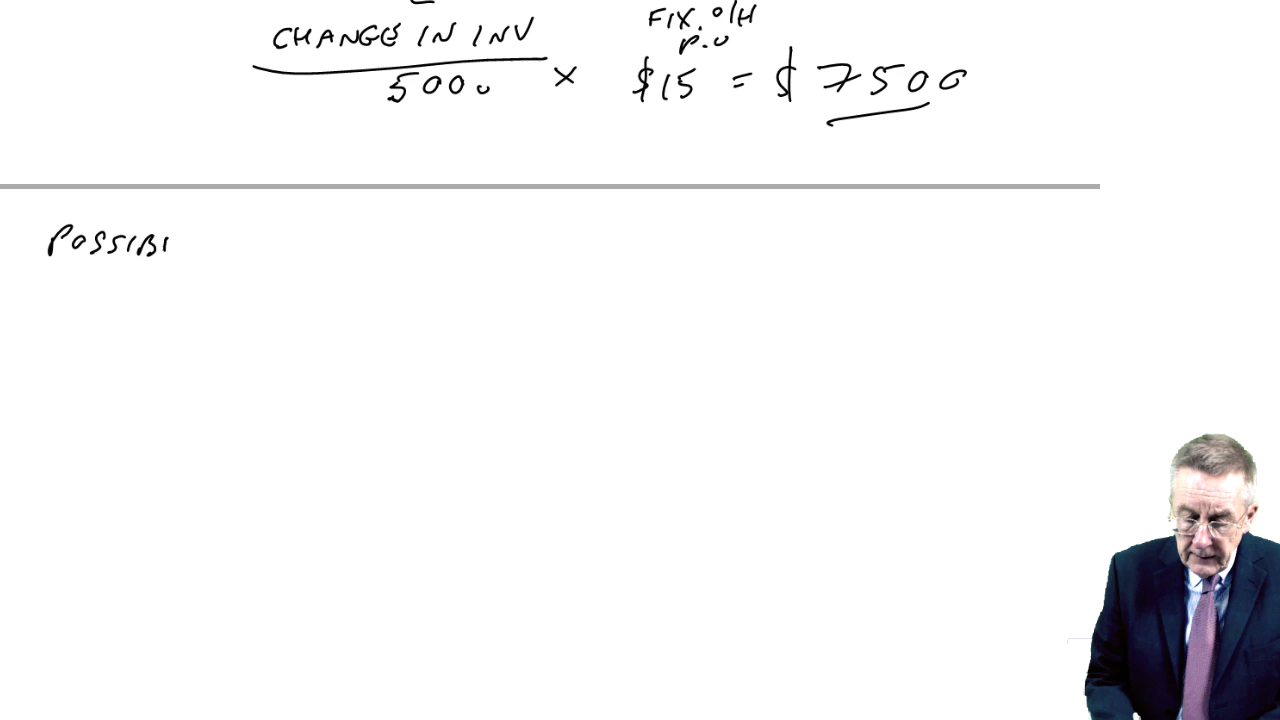 FIX. O/H
CHANGE IN INV P.U
5000 × $15 = $7500
POSSIBI